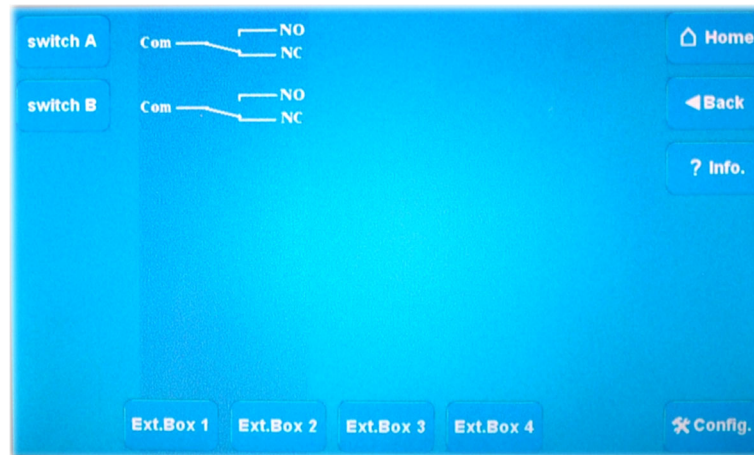 switch A
Com
NO
NC
Home
switch B
Com
NO
NC
Back
? Info.
Ext.Box 1
Ext.Box 2
Ext.Box 3
Ext.Box 4
Config.